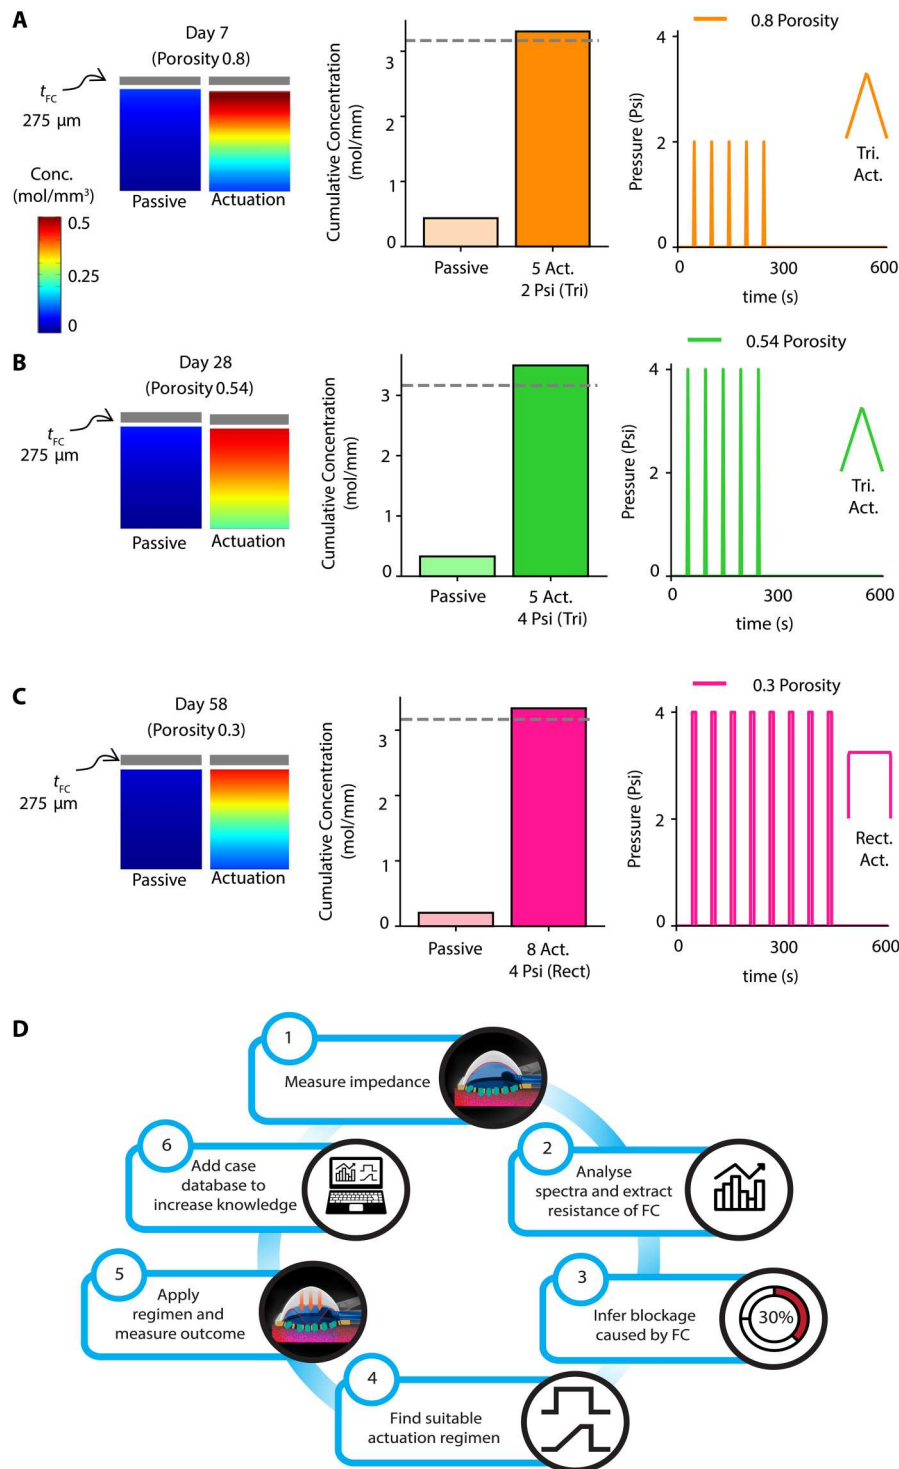 A
Day 7
(Porosity 0.8)
tFC
275 µm
Passive
Actuation
Conc.
(mol/mm³)
0.5
0.25
0
Cumulative Concentration
(mol/mm)
3
2
1
0
Passive
5 Act.
2 Psi (Tri)
0.8 Porosity
Pressure (Psi)
4
2
0
0
300
600
time (s)
Tri.
Act.
B
Day 28
(Porosity 0.54)
tFC
275 µm
Passive
Actuation
Cumulative Concentration
(mol/mm)
3
2
1
0
Passive
5 Act.
4 Psi (Tri)
0.54 Porosity
Pressure (Psi)
4
2
0
0
300
600
time (s)
Tri.
Act.
C
Day 58
(Porosity 0.3)
tFC
275 µm
Passive
Actuation
Cumulative Concentration
(mol/mm)
3
2
1
0
Passive
8 Act.
4 Psi (Rect)
0.3 Porosity
Pressure (Psi)
4
2
0
0
300
600
time (s)
Rect.
Act.
D
1
Measure impedance
2
Analyse
spectra and extract
resistance of FC
3
Infer blockage
caused by FC
30%
4
Find suitable
actuation regimen
5
Apply
regimen and
measure outcome
6
Add case
database to
increase knowledge